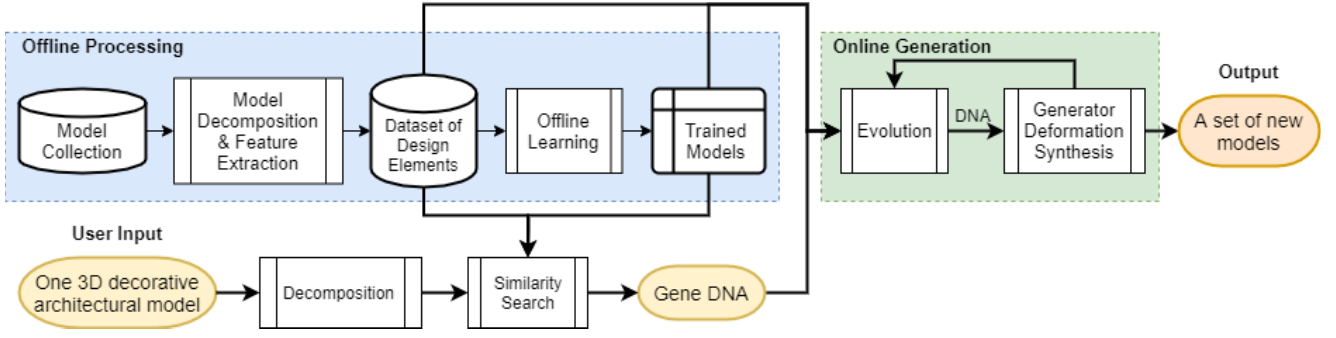 Offline Processing
Model
Collection
Model
Decomposition
& Feature
Extraction
Dataset of
Design
Elements
Offline
Learning
Trained
Models
Online Generation
Evolution
DNA
Generator
Deformation
Synthesis
Output
A set of new
models
User Input
One 3D decorative
architectural model
Decomposition
Similarity
Search
Gene DNA